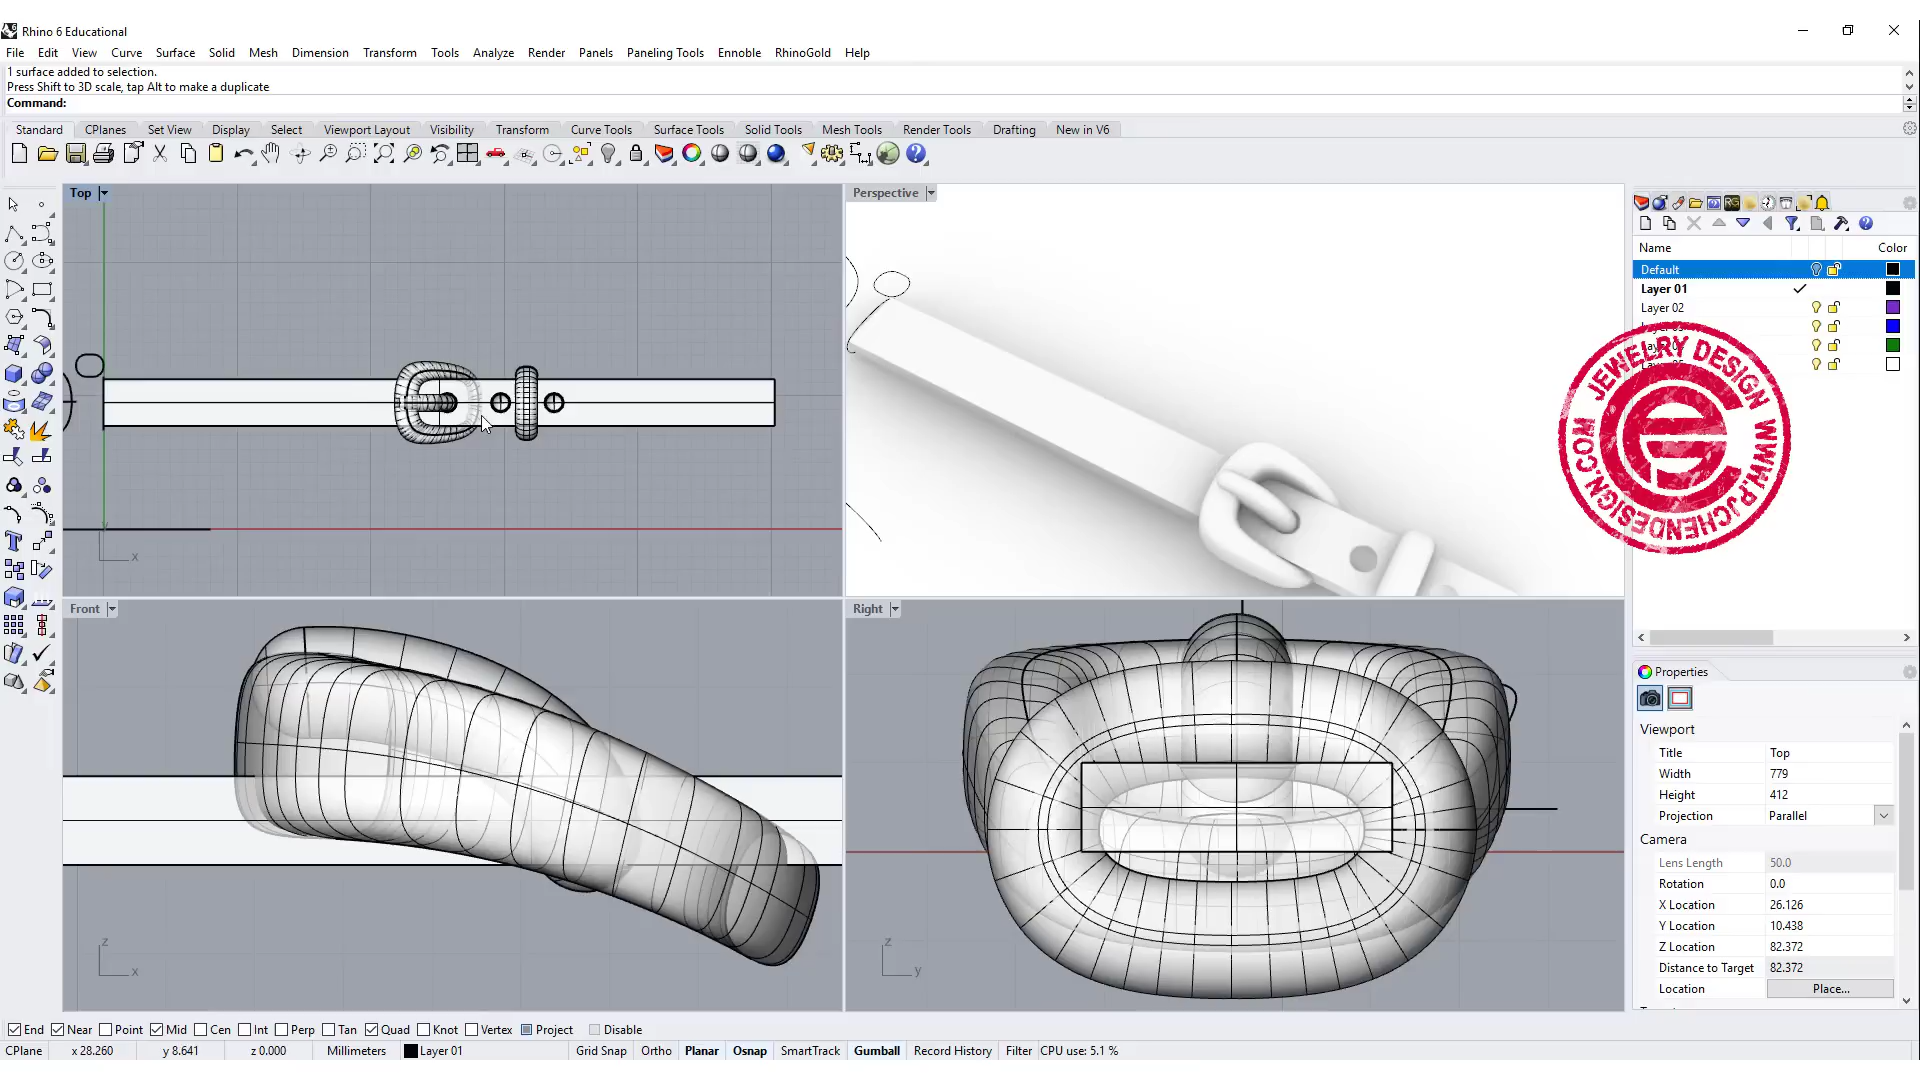 Rhino 6 Educational
File Edit View Curve Surface Solid Mesh Dimension Transform Tools Analyze Render Panels Paneling Tools Ennoble RhinoGold Help
1 surface added to selection.
Press Shift to 3D scale, tap Alt to make a duplicate
Command:
Standard CPlanes Set View Display Select Viewport Layout Visibility Transform Curve Tools Surface Tools Solid Tools Mesh Tools Render Tools Drafting New in V6
Top
Perspective
Name Color
Default
Layer 01
Layer 02
JEWELRY DESIGN
WWW.PJCHENDESIGN.COM
x
Front
Right
z
x
z
y
Properties
Viewport
Title Top
Width 779
Height 412
Projection Parallel
Camera
Lens Length 50.0
Rotation 0.0
X Location 26.126
Y Location 10.438
Z Location 82.372
Distance to Target 82.372
Location Place...
End Near Point Mid Cen Int Perp Tan Quad Knot Vertex Project Disable
CPlane x 28.260 y 8.641 z 0.000 Millimeters Layer 01 Grid Snap Ortho Planar Osnap SmartTrack Gumball Record History Filter CPU use: 5.1 %